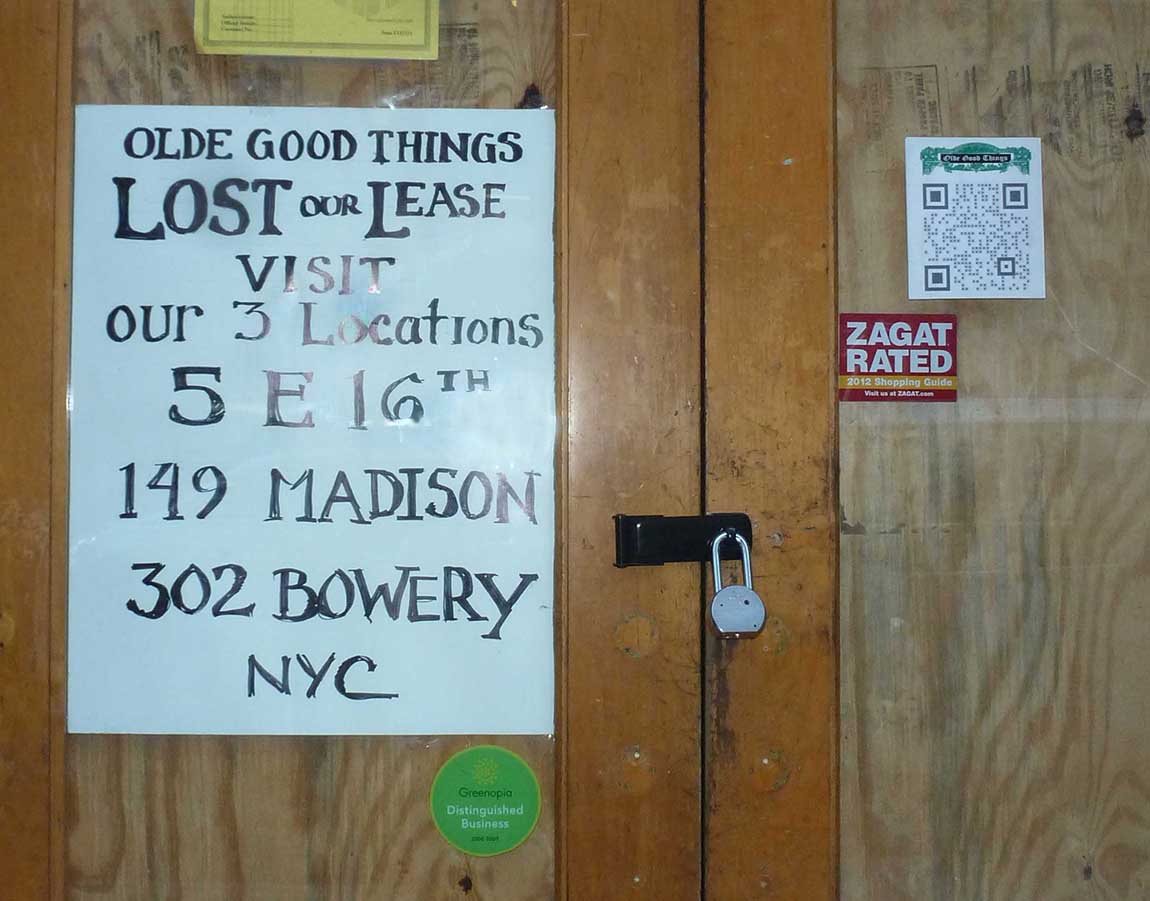 OLDE GOOD THINGS
LOST OUR LEASE
VISIT
OUR 3 Locations
5 E 16TH
149 MADISON
302 BOWERY
NYC
Greenopia
Distinguished
Business
Olde Good Things
ZAGAT
RATED
2012 Shopping Guide
Visit us at ZAGAT.com